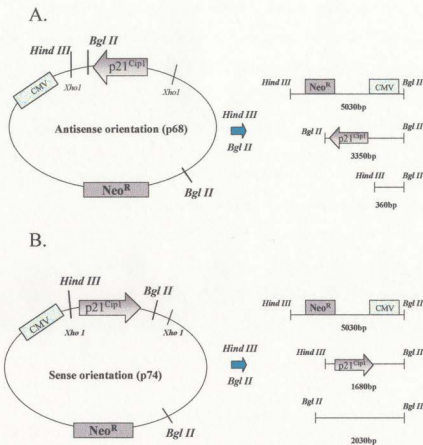 A.
Hind III
Bgl II
CMV
Xho1
p21Cip1
Xho1
Antisense orientation (p68)
NeoR
Bgl II
Hind III
Bgl II
Hind III
NeoR
CMV
Bgl II
5030bp
Bgl II
p21Cip1
Bgl II
3350bp
Hind III
Bgl II
360bp
B.
Hind III
Bgl II
CMV
p21Cip1
Xho 1
Xho 1
Sense orientation (p74)
NeoR
Bgl II
Hind III
Bgl II
Hind III
NeoR
CMV
Bgl II
5030bp
Hind III
p21Cip1
Bgl II
1680bp
Bgl II
Bgl II
2030bp